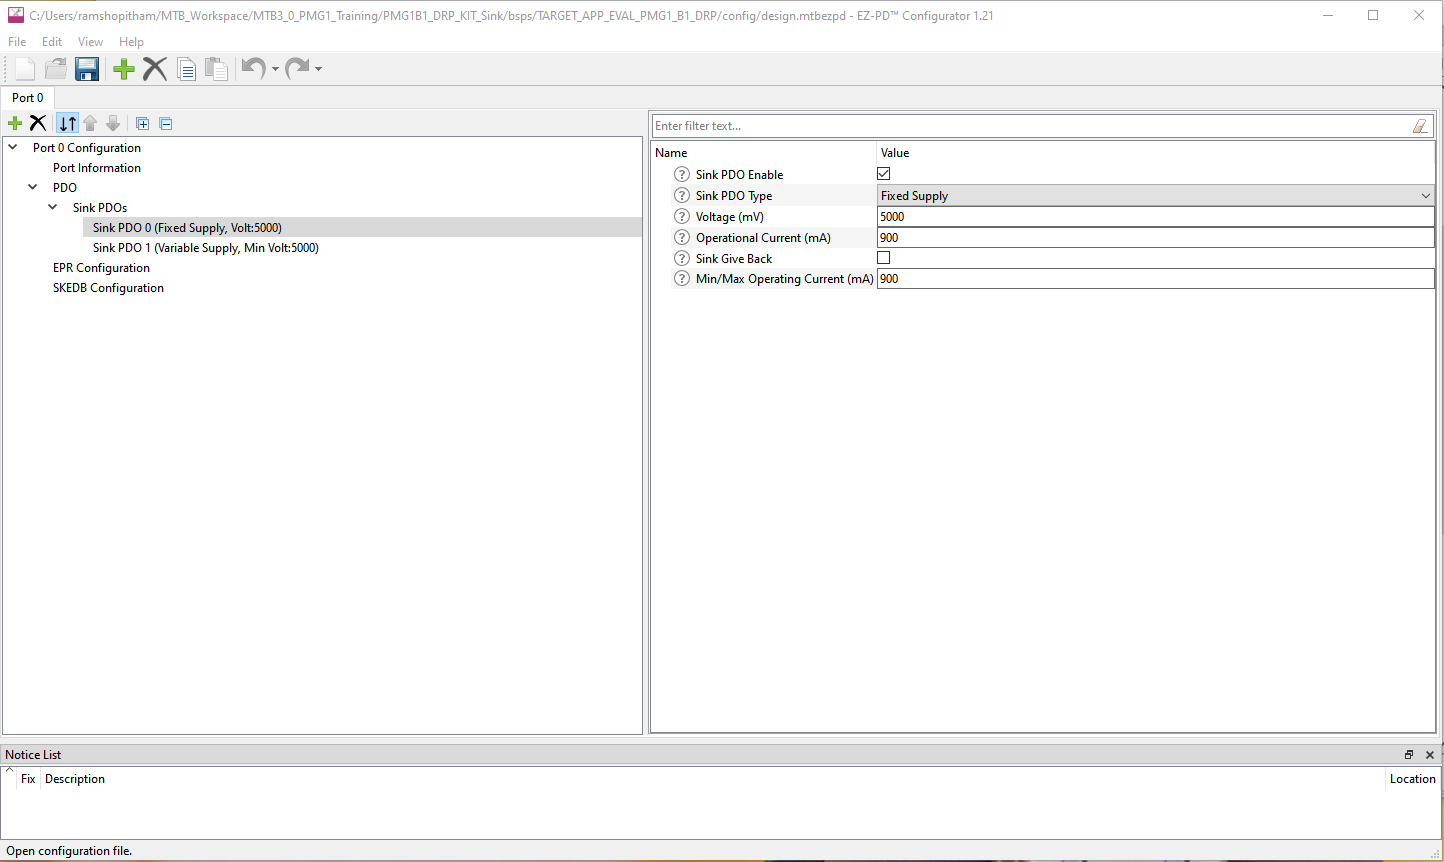 C:/Users/ramshopitham/MTB_Workspace/MTB3_0_PMG1_Training/PMG1B1_DRP_KIT_Sink/bsps/TARGET_APP_EVAL_PMG1_B1_DRP/config/design.mtbezpd - EZ-PD™ Configurator 1.21
File Edit View Help
Port 0
Port 0 Configuration
Port Information
PDO
Sink PDOs
Sink PDO 0 (Fixed Supply, Volt:5000)
Sink PDO 1 (Variable Supply, Min Volt:5000)
EPR Configuration
SKEDB Configuration
Enter filter text...
Name Value
? Sink PDO Enable
? Sink PDO Type Fixed Supply
? Voltage (mV) 5000
? Operational Current (mA) 900
? Sink Give Back
? Min/Max Operating Current (mA) 900
Notice List
Fix Description Location
Open configuration file.